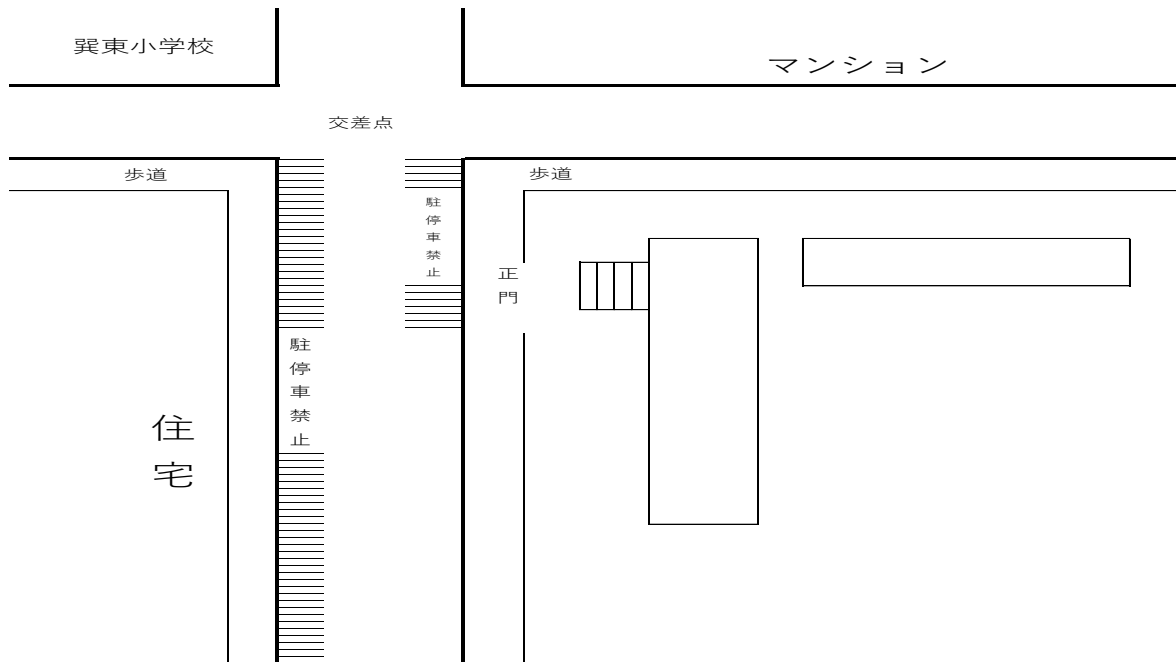 巽東小学校
マンション
交差点
歩道
歩道
駐停車禁止
正門
駐停車禁止
住宅